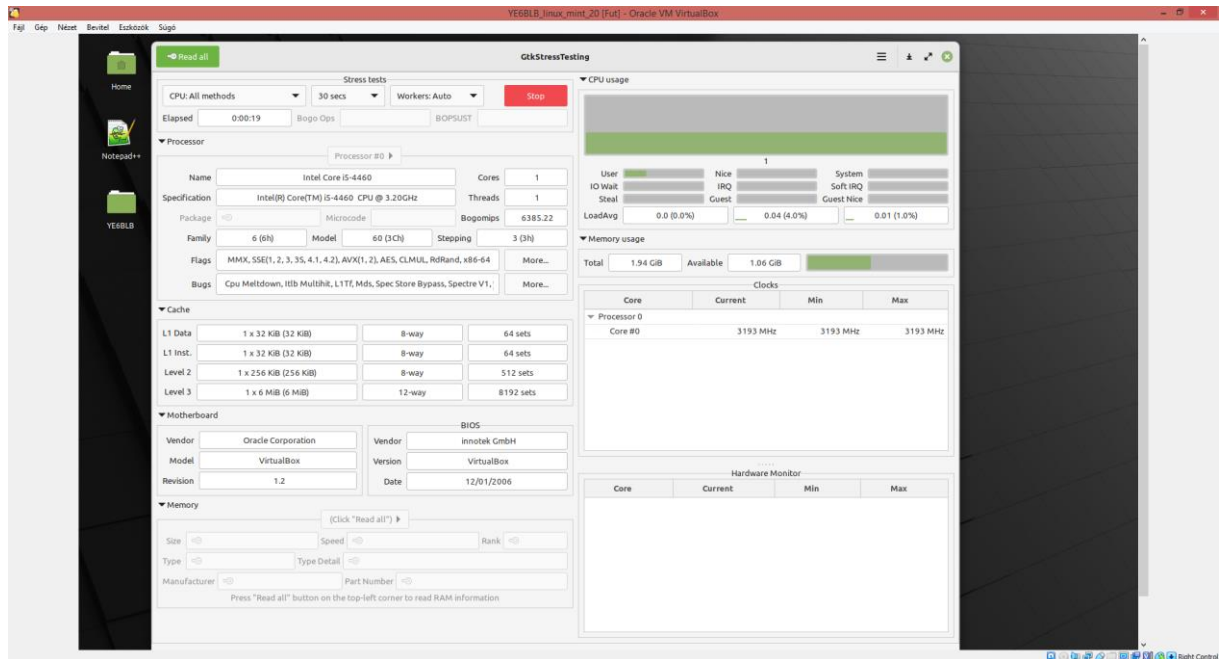 YE6BLB_linux_mint_20 [Fut] - Oracle VM VirtualBox
Fájl Gép Nézet Bevitel Eszközök Súgó
Home
Notepad++
YE6BLB
Read all
GtkStressTesting
Stress tests
CPU: All methods 30 secs Workers: Auto Stop
Elapsed 0:00:19 Bogo Ops BOPSUST
Processor
Processor #0
Name Intel Core i5-4460 Cores 1
Specification Intel(R) Core(TM) i5-4460 CPU @ 3.20GHz Threads 1
Package Microcode Bogomips 6385.22
Family 6 (6h) Model 60 (3Ch) Stepping 3 (3h)
Flags MMX, SSE(1, 2, 3, 3S, 4.1, 4.2), AVX(1, 2), AES, CLMUL, RdRand, x86-64 More...
Bugs Cpu Meltdown, Itlb Multihit, L1Tf, Mds, Spec Store Bypass, Spectre V1, More...
Cache
L1 Data 1 x 32 KiB (32 KiB) 8-way 64 sets
L1 Inst. 1 x 32 KiB (32 KiB) 8-way 64 sets
Level 2 1 x 256 KiB (256 KiB) 8-way 512 sets
Level 3 1 x 6 MiB (6 MiB) 12-way 8192 sets
Motherboard
Vendor Oracle Corporation
Model VirtualBox
Revision 1.2
BIOS
Vendor innotek GmbH
Version VirtualBox
Date 12/01/2006
Memory
(Click "Read all")
Size Speed Rank
Type Type Detail
Manufacturer Part Number
Press "Read all" button on the top-left corner to read RAM information
CPU usage
1
User Nice System
IO Wait IRQ Soft IRQ
Steal Guest Guest Nice
LoadAvg 0.0 (0.0%) 0.04 (4.0%) 0.01 (1.0%)
Memory usage
Total 1.94 GiB Available 1.06 GiB
Clocks
Core Current Min Max
Processor 0
Core #0 3193 MHz 3193 MHz 3193 MHz
Hardware Monitor
Core Current Min Max
Right Control